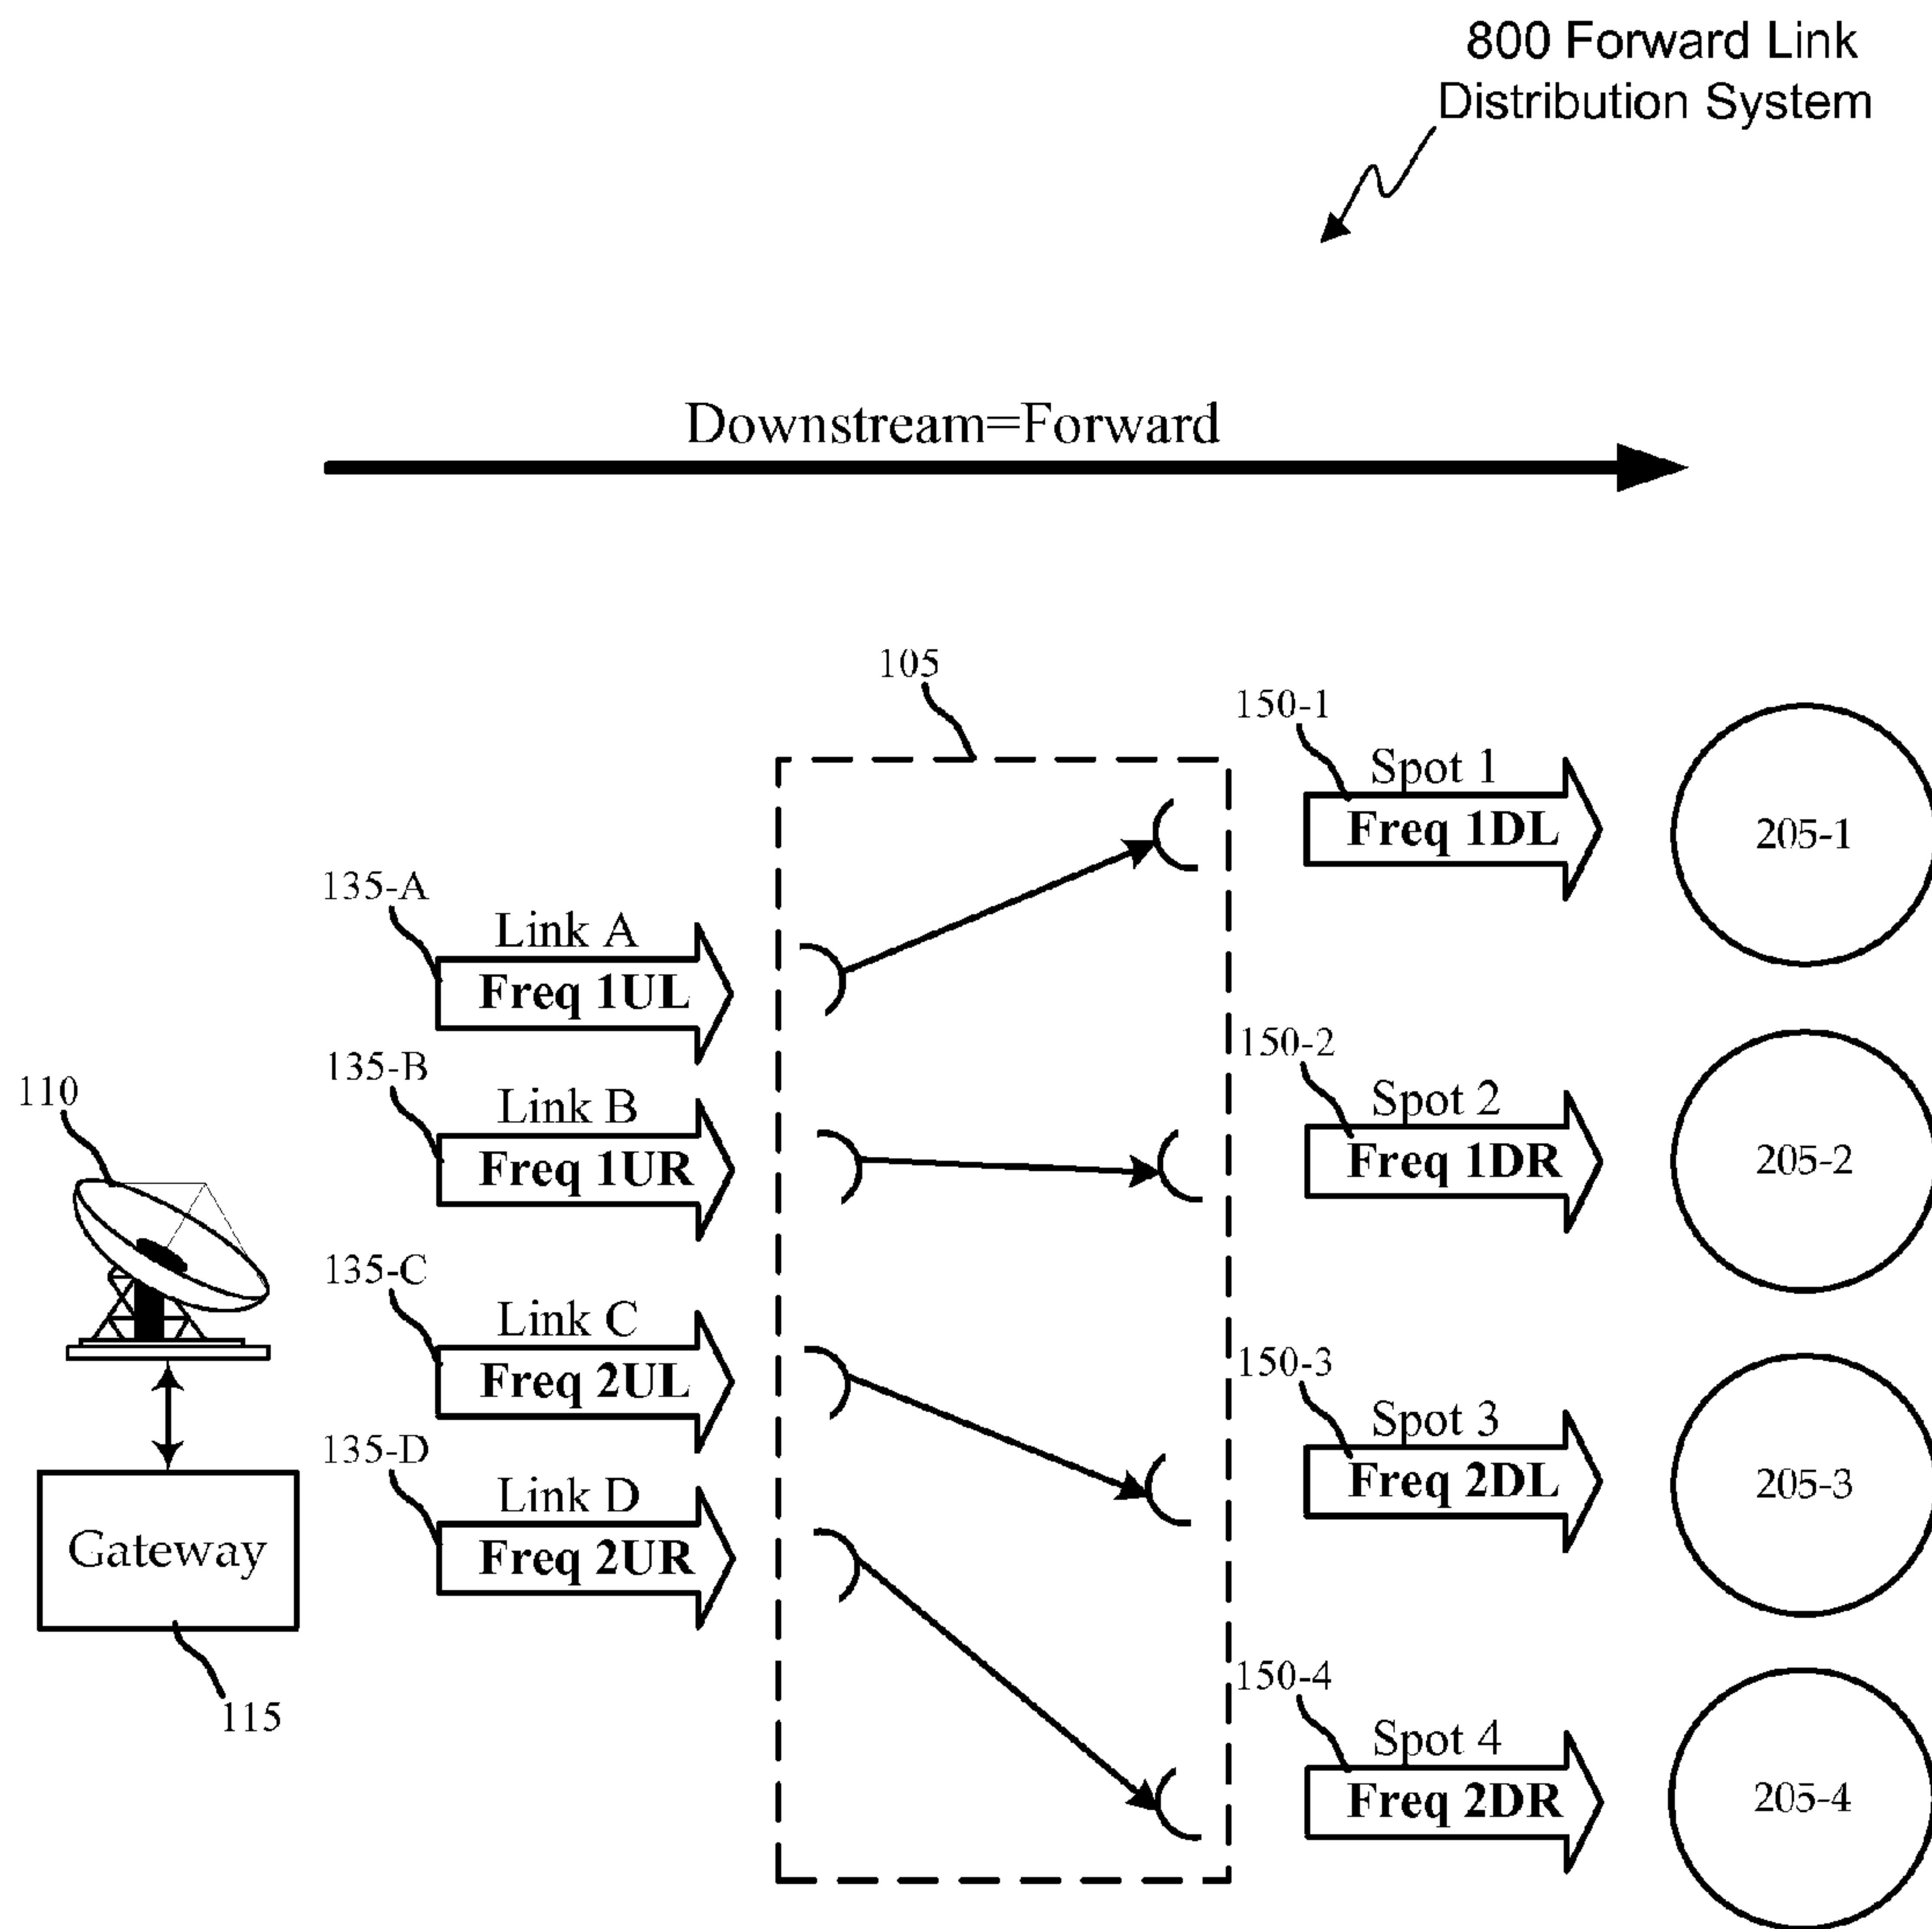 800 Forward Link
Distribution System
Downstream=Forward
105
150-1
Spot 1
Freq 1DL
205-1
135-A
Link A
Freq 1UL
150-2
Spot 2
Freq 1DR
205-2
135-B
Link B
Freq 1UR
110
135-C
Link C
Freq 2UL
150-3
Spot 3
Freq 2DL
205-3
135-D
Link D
Freq 2UR
Gateway
115
150-4
Spot 4
Freq 2DR
205-4